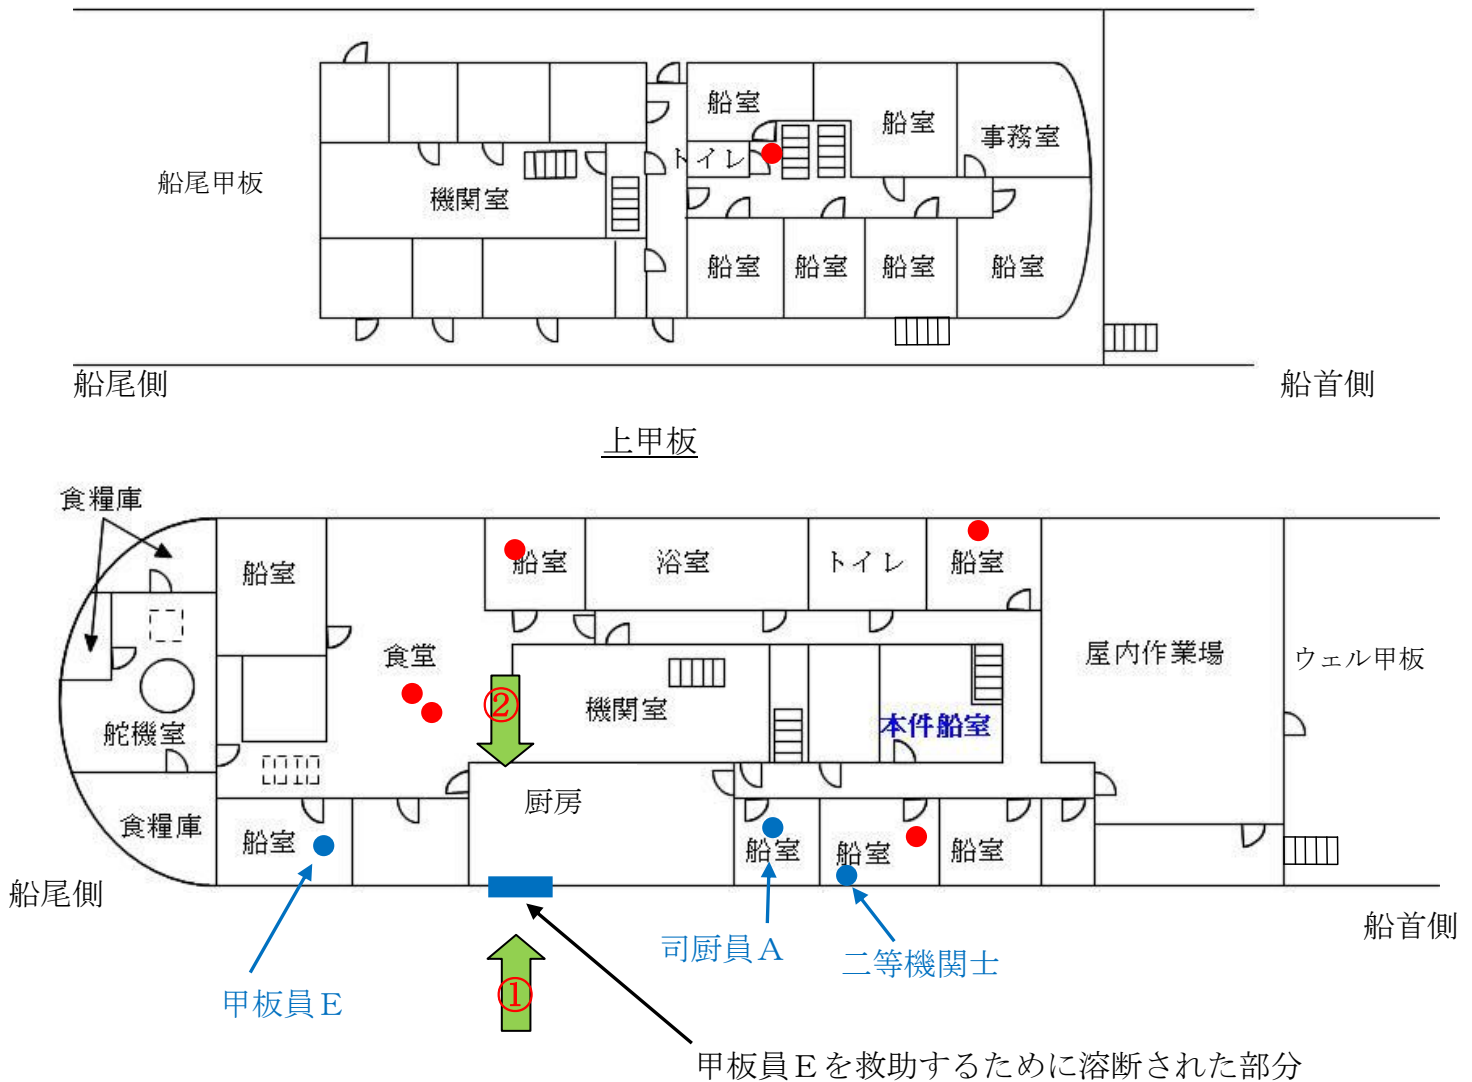 船室
船室
事務室
トイレ
船尾甲板
機関室
船室
船室
船室
船室
船尾側
船首側
上甲板
食糧庫
船室
船室
浴室
トイレ
船室
食堂
屋内作業場
ウェル甲板
②
機関室
本件船室
舵機室
厨房
食糧庫
船室
船室
船室
船室
船尾側
船首側
司厨員A
二等機関士
甲板員E
①
甲板員Eを救助するために溶断された部分